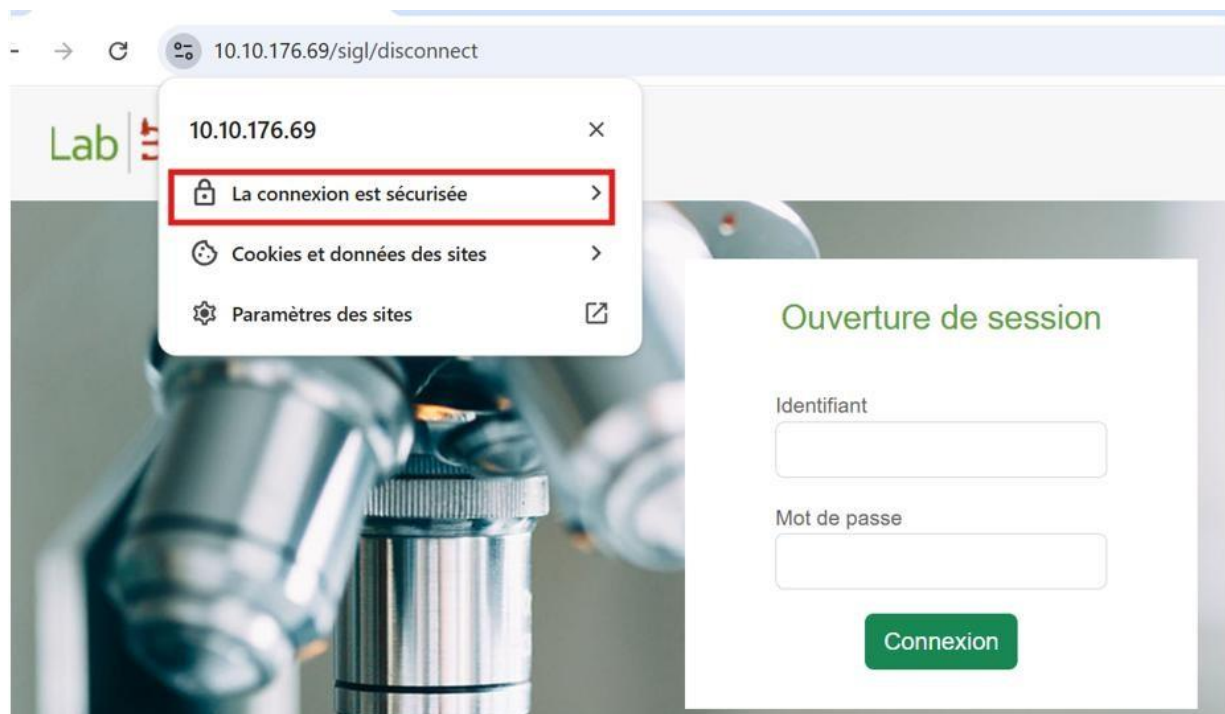 10.10.176.69/sigl/disconnect
10.10.176.69
Lab
La connexion est sécurisée
Cookies et données des sites
Paramètres des sites
Ouverture de session
Identifiant
Mot de passe
Connexion